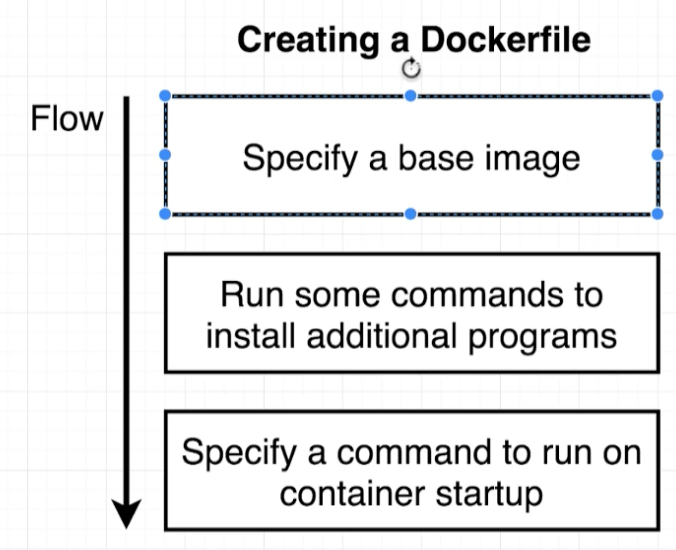 Creating a Dockerfile
Flow
Specify a base image
Run some commands to
install additional programs
Specify a command to run on
container startup